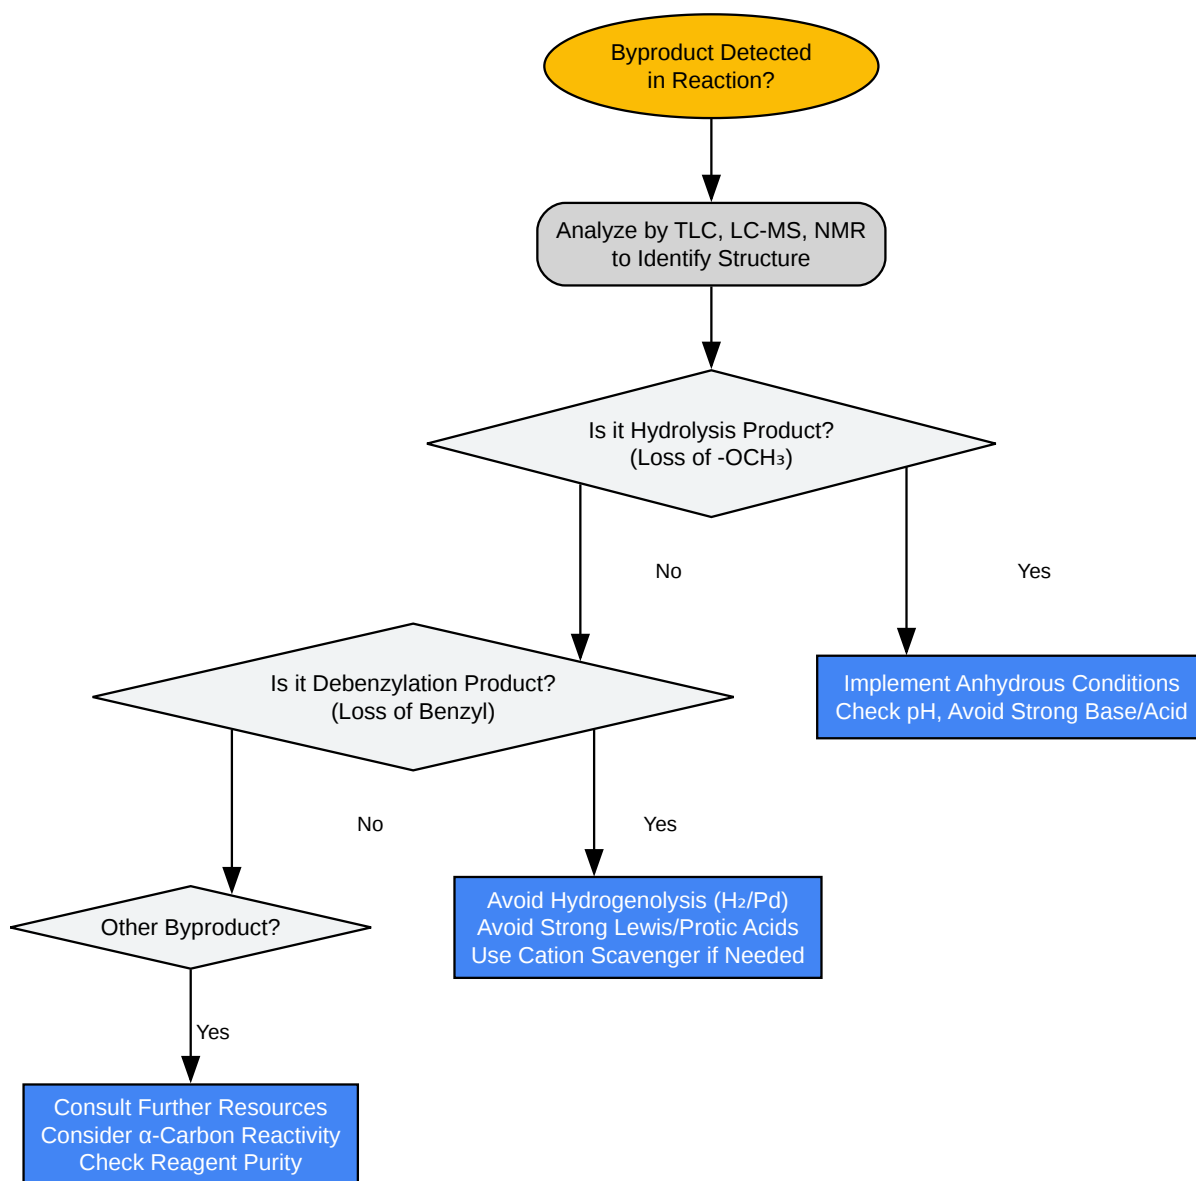 Byproduct Detected
in Reaction?
Analyze by TLC, LC-MS, NMR
to Identify Structure
Is it Hydrolysis Product?
(Loss of -OCH₃)
No
Yes
Is it Debenzylation Product?
(Loss of Benzyl)
Implement Anhydrous Conditions
Check pH, Avoid Strong Base/Acid
No
Yes
Other Byproduct?
Avoid Hydrogenolysis (H₂/Pd)
Avoid Strong Lewis/Protic Acids
Use Cation Scavenger if Needed
Yes
Consult Further Resources
Consider α-Carbon Reactivity
Check Reagent Purity